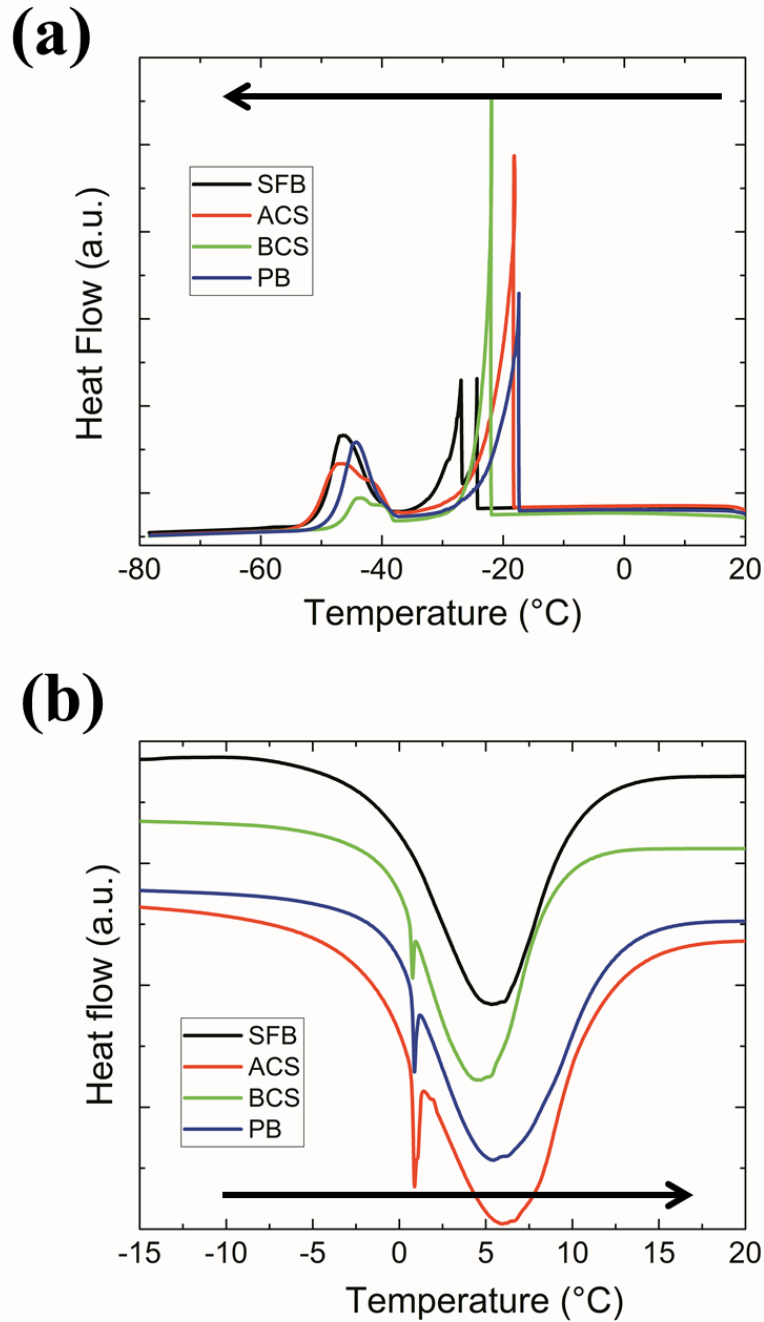 (a)
Heat Flow (a.u.)
SFB
ACS
BCS
PB
-80 -60 -40 -20 0 20
Temperature (°C)
(b)
Heat flow (a.u.)
SFB
ACS
BCS
PB
-15 -10 -5 0 5 10 15 20
Temperature (°C)